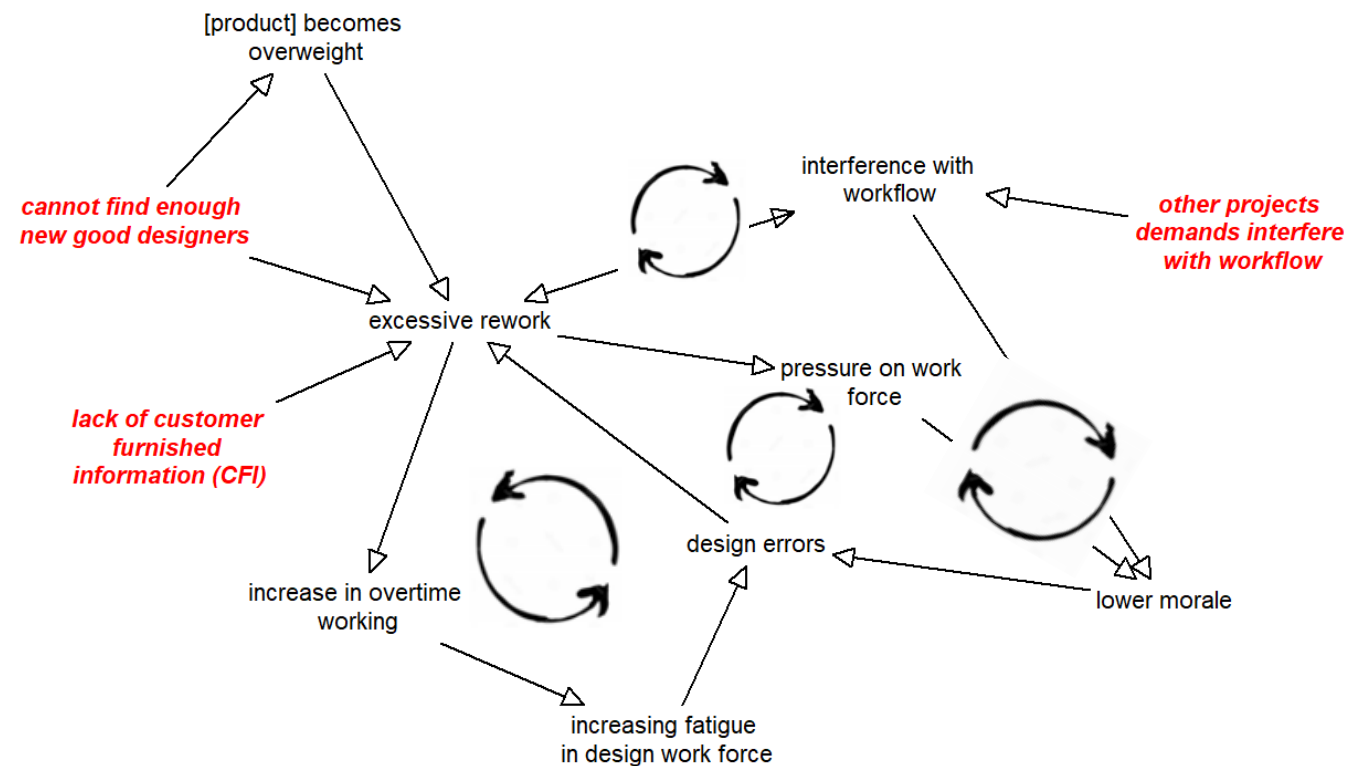 [product] becomes
overweight
interference with
workflow
cannot find enough
new good designers
other projects
demands interfere
with workflow
excessive rework
pressure on work
force
lack of customer
furnished
information (CFI)
design errors
increase in overtime
working
lower morale
increasing fatigue
in design work force